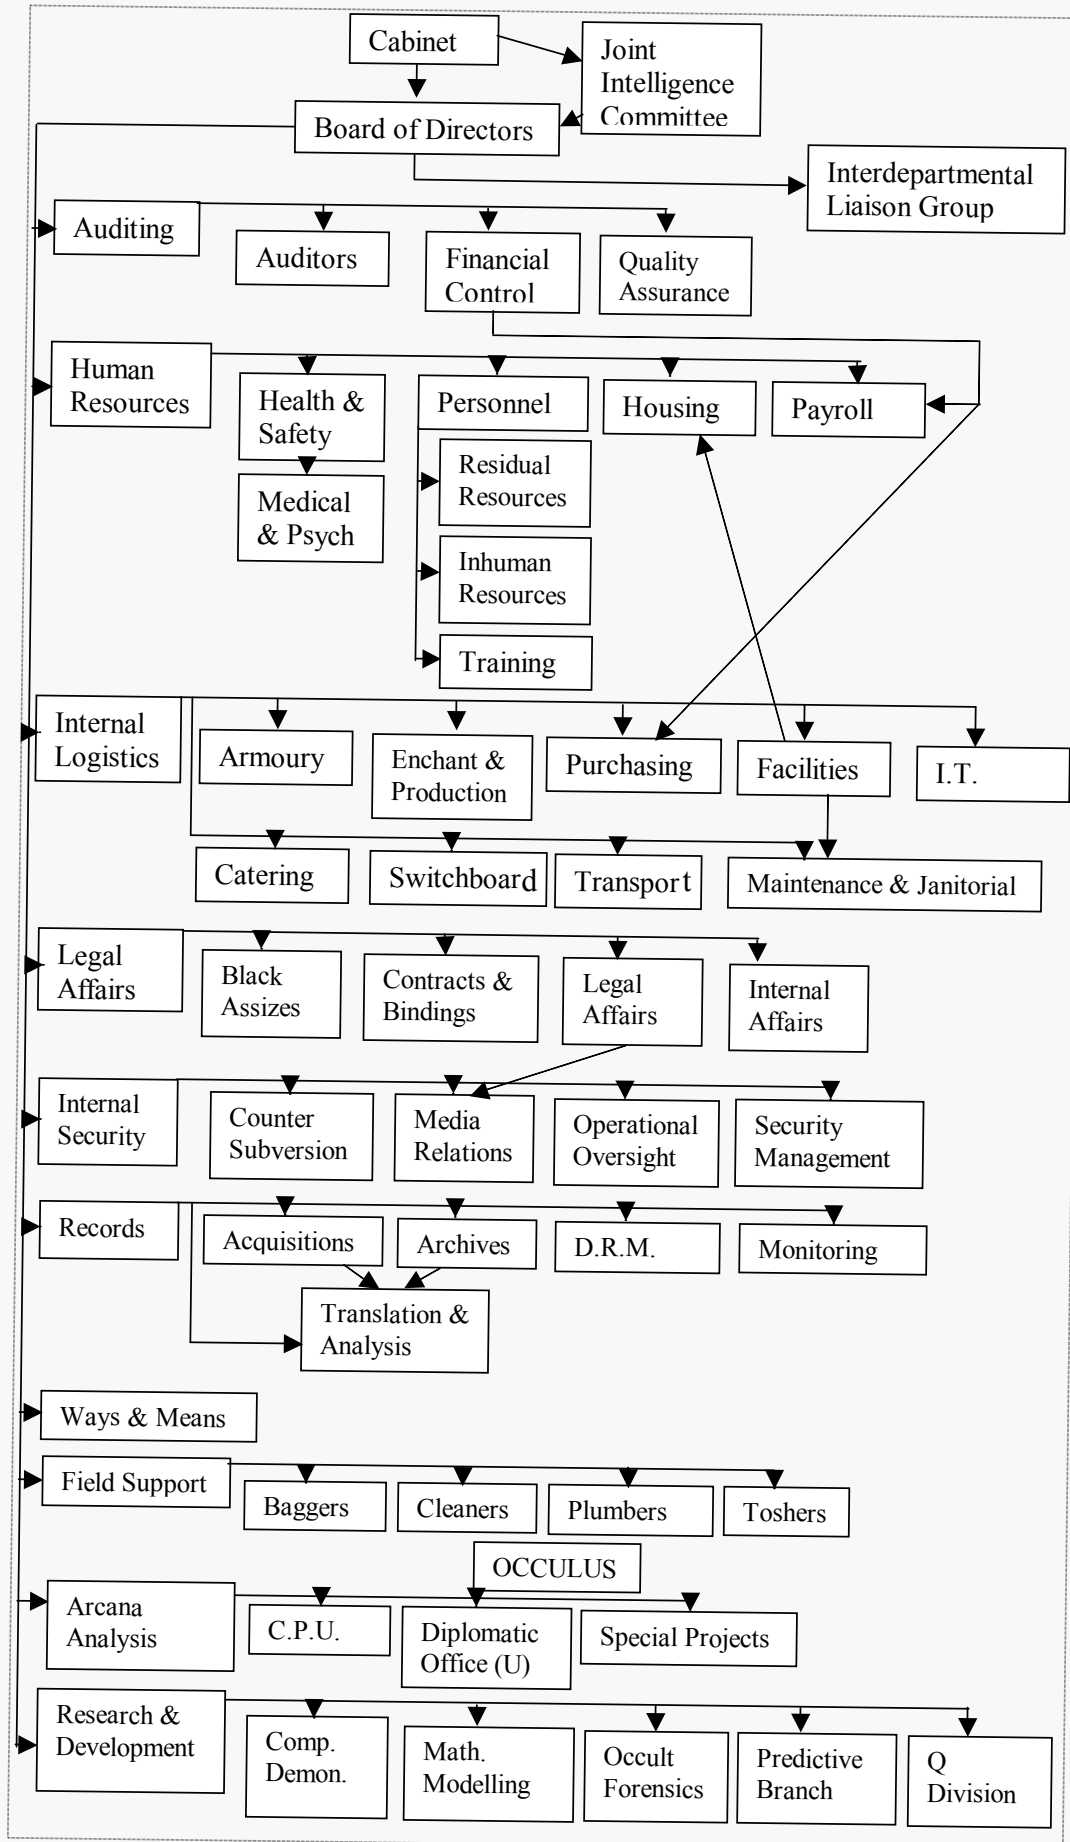 Cabinet
Joint
Intelligence
Committee
Board of Directors
Interdepartmental
Liaison Group
Auditing
Auditors
Financial
Control
Quality
Assurance
Human
Resources
Health &
Safety
Personnel
Housing
Payroll
Medical
& Psych
Residual
Resources
Inhuman
Resources
Training
Internal
Logistics
Armoury
Enchant &
Production
Purchasing
Facilities
I.T.
Catering
Switchboard
Transport
Maintenance & Janitorial
Legal
Affairs
Black
Assizes
Contracts &
Bindings
Legal
Affairs
Internal
Affairs
Internal
Security
Counter
Subversion
Media
Relations
Operational
Oversight
Security
Management
Records
Acquisitions
Archives
D.R.M.
Monitoring
Translation &
Analysis
Ways & Means
Field Support
Baggers
Cleaners
Plumbers
Toshers
OCCULUS
Arcana
Analysis
C.P.U.
Diplomatic
Office (U)
Special Projects
Research &
Development
Comp.
Demon.
Math.
Modelling
Occult
Forensics
Predictive
Branch
Q
Division